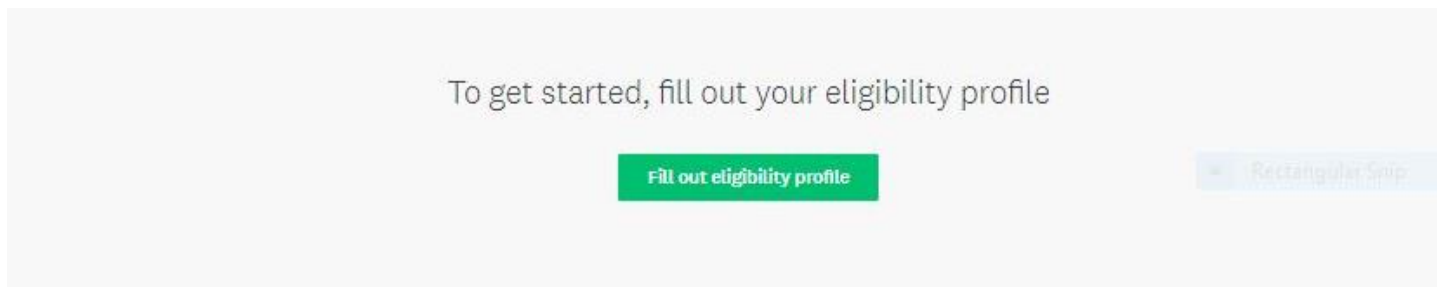 To get started, fill out your eligibility profile
Fill out eligibility profile
Rectangular Snip